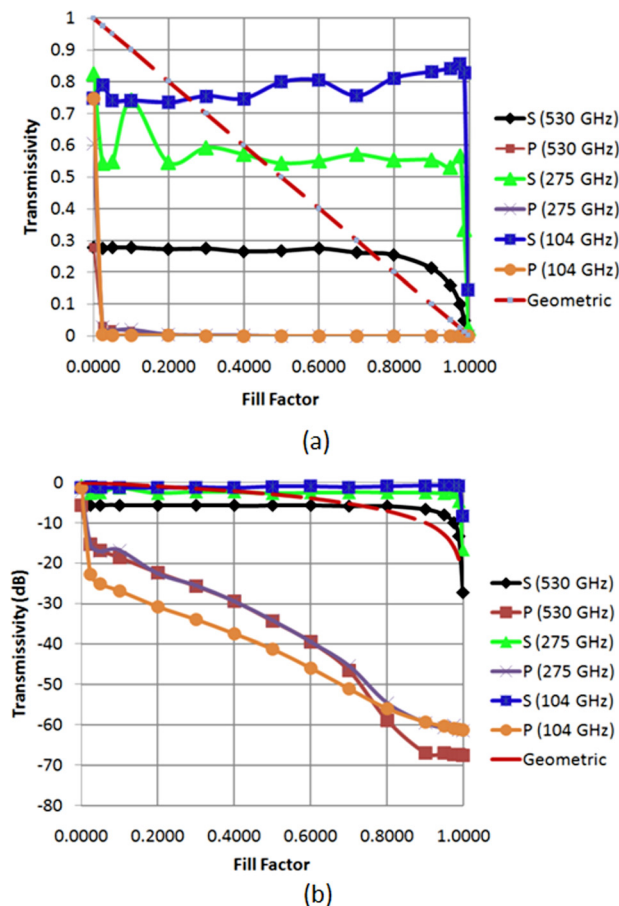 1
0.9
0.8
0.7
0.6
0.5
0.4
0.3
0.2
0.1
0
Transmissivity
0.0000 0.2000 0.4000 0.6000 0.8000 1.0000
Fill Factor
S (530 GHz)
P (530 GHz)
S (275 GHz)
P (275 GHz)
S (104 GHz)
P (104 GHz)
Geometric
(a)
0
-10
-20
-30
-40
-50
-60
-70
-80
Transmissivity (dB)
0.0000 0.2000 0.4000 0.6000 0.8000 1.0000
Fill Factor
S (530 GHz)
P (530 GHz)
S (275 GHz)
P (275 GHz)
S (104 GHz)
P (104 GHz)
Geometric
(b)